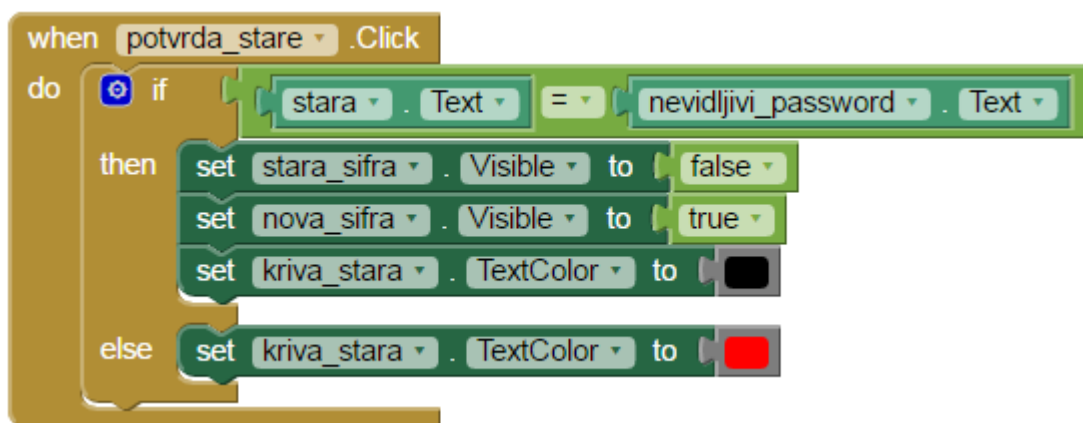 when potvrda_stare .Click
do if stara . Text = nevidljivi_password . Text
then set stara_sifra . Visible to false
set nova_sifra . Visible to true
set kriva_stara . TextColor to
else set kriva_stara . TextColor to